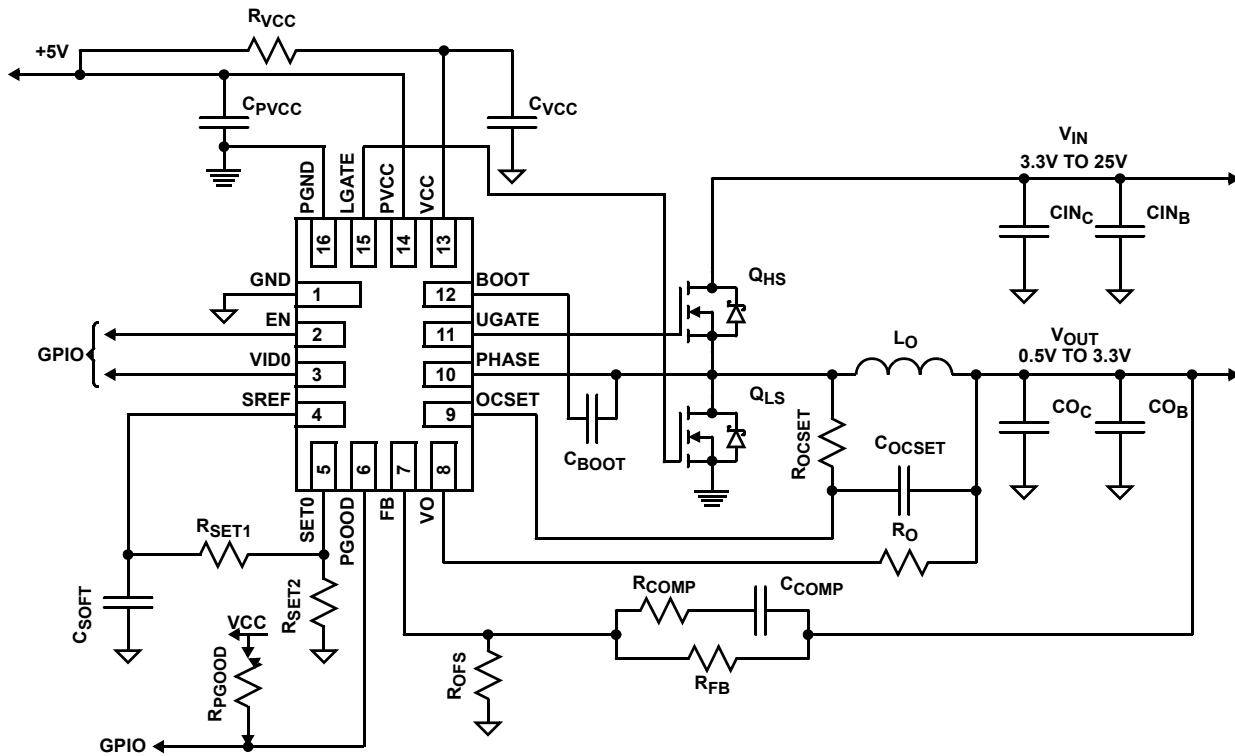 RVCC
+5V
CPVCC
CVCC
VIN
3.3V TO 25V
PGND
LGATE
PVCC
VCC
16
15
14
13
CINC
CINB
GND
1
12
BOOT
QHS
EN
2
11
UGATE
GPIO
VID0
3
10
PHASE
LO
VOUT
0.5V TO 3.3V
SREF
4
9
OCSET
QLS
CBOOT
ROCSET
COCSET
COC
COB
5
6
7
8
SET0
PGOOD
FB
VO
RSET1
RO
CSOFT
RSET2
RCOMP
CCOMP
VCC
RPGOOD
ROFS
RFB
GPIO